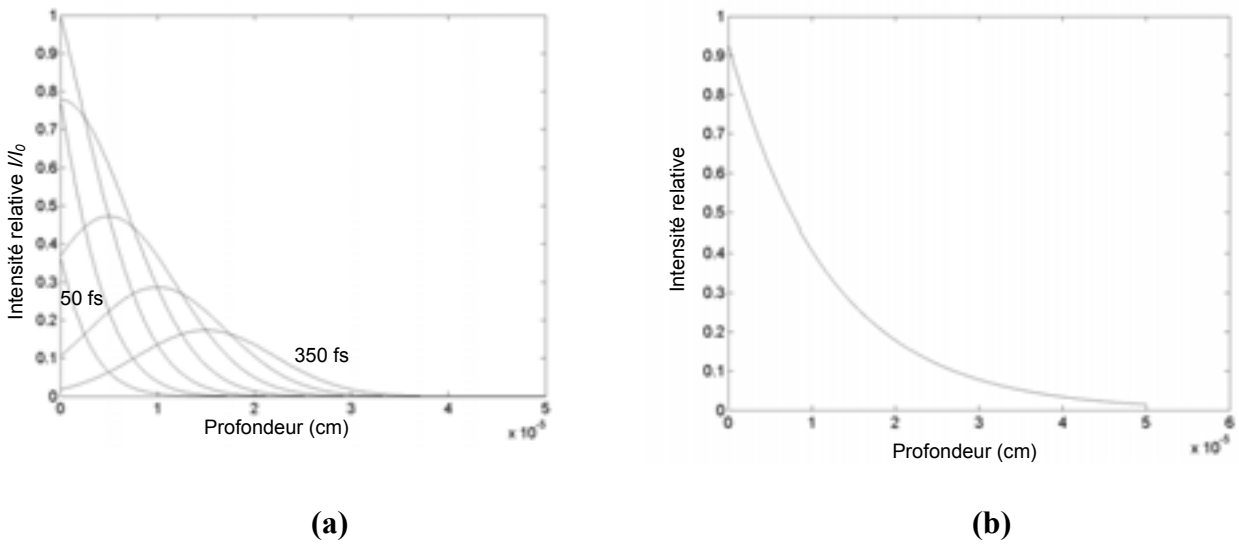 Intensité relative I/I0
1
0.9
0.8
0.7
0.6
0.5
0.4
0.3
0.2
0.1
0
50 fs
350 fs
0 1 2 3 4 5
Profondeur (cm)
x 10-5
(a)
Intensité relative
1
0.9
0.8
0.7
0.6
0.5
0.4
0.3
0.2
0.1
0
0 1 2 3 4 5 6
Profondeur (cm)
x 10-5
(b)